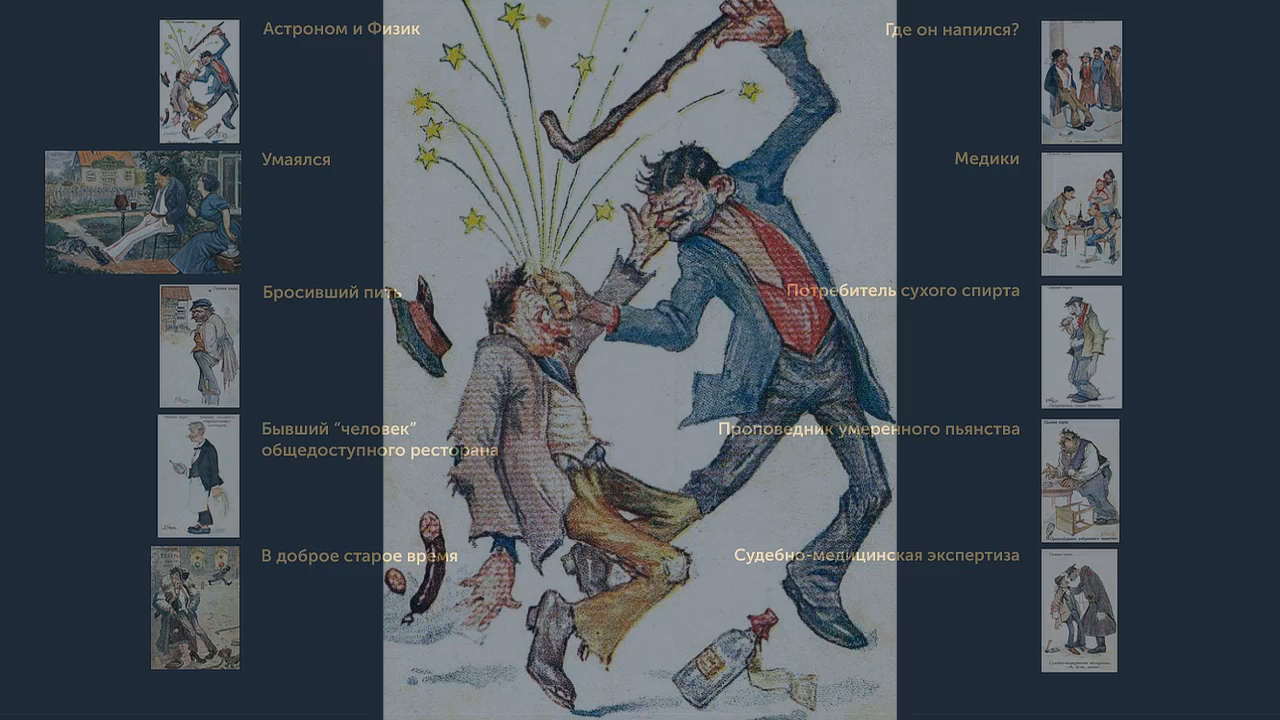 Астроном и Физик
Умаялся
Бросивший пить
Бывший “человек”
общедоступного ресторана
В доброе старое время
Где он напился?
Медики
Потребитель сухого спирта
Проповедник умеренного пьянства
Судебно-медицинская экспертиза